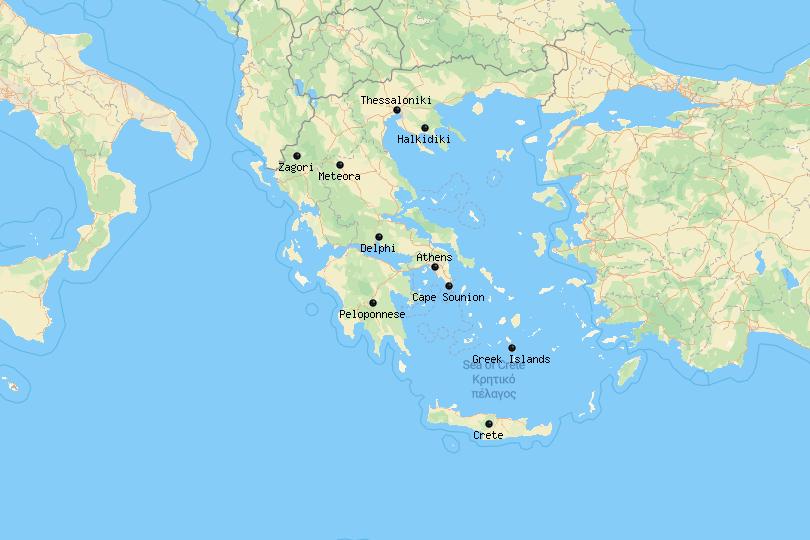 Thessaloniki
Halkidiki
Zagori
Meteora
Delphi
Athens
Cape Sounion
Peloponnese
Greek Islands
Sea of Crete
Κρητικό
πέλαγος
Crete